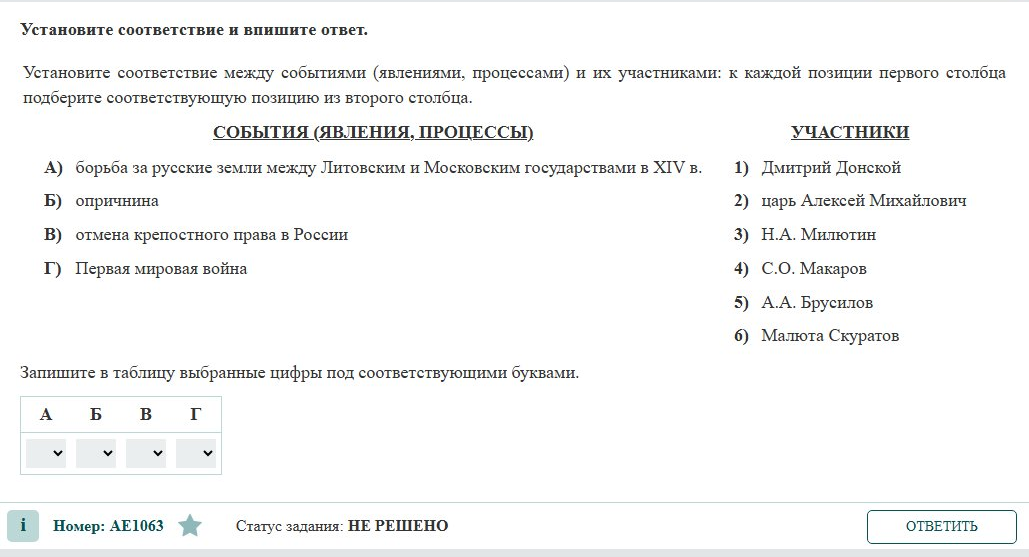 Установите соответствие и впишите ответ.
Установите соответствие между событиями (явлениями, процессами) и их участниками: к каждой позиции первого столбца
подберите соответствующую позицию из второго столбца.
СОБЫТИЯ (ЯВЛЕНИЯ, ПРОЦЕССЫ)
А) борьба за русские земли между Литовским и Московским государствами в XIV в.
Б) опричнина
В) отмена крепостного права в России
Г) Первая мировая война
УЧАСТНИКИ
1) Дмитрий Донской
2) царь Алексей Михайлович
3) Н.А. Милютин
4) С.О. Макаров
5) А.А. Брусилов
6) Малюта Скуратов
Запишите в таблицу выбранные цифры под соответствующими буквами.
А Б В Г
i Номер: AE1063 Статус задания: НЕ РЕШЕНО ОТВЕТИТЬ